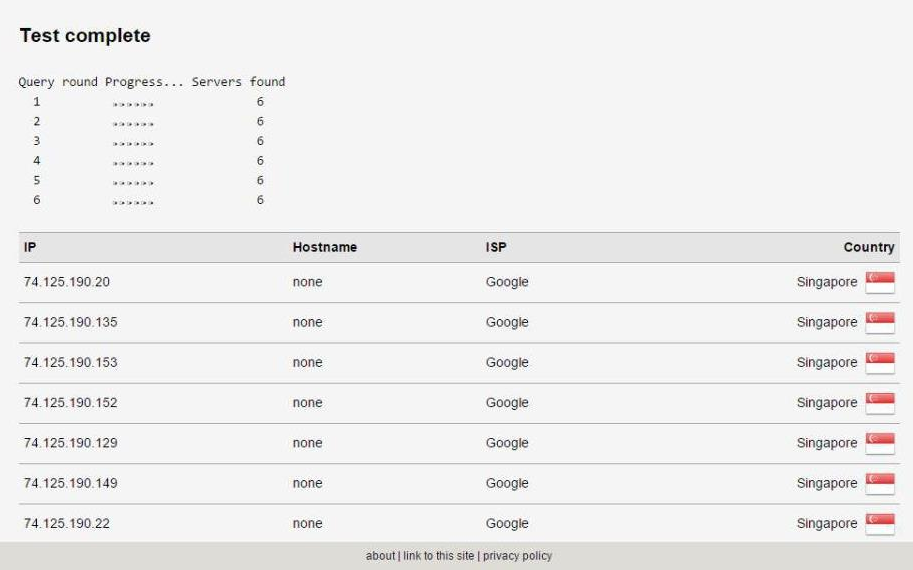 Test complete
Query round Progress... Servers found
1 ...... 6
2 ...... 6
3 ...... 6
4 ...... 6
5 ...... 6
6 ...... 6
IP Hostname ISP Country
74.125.190.20 none Google Singapore
74.125.190.135 none Google Singapore
74.125.190.153 none Google Singapore
74.125.190.152 none Google Singapore
74.125.190.129 none Google Singapore
74.125.190.149 none Google Singapore
74.125.190.22 none Google Singapore
about | link to this site | privacy policy